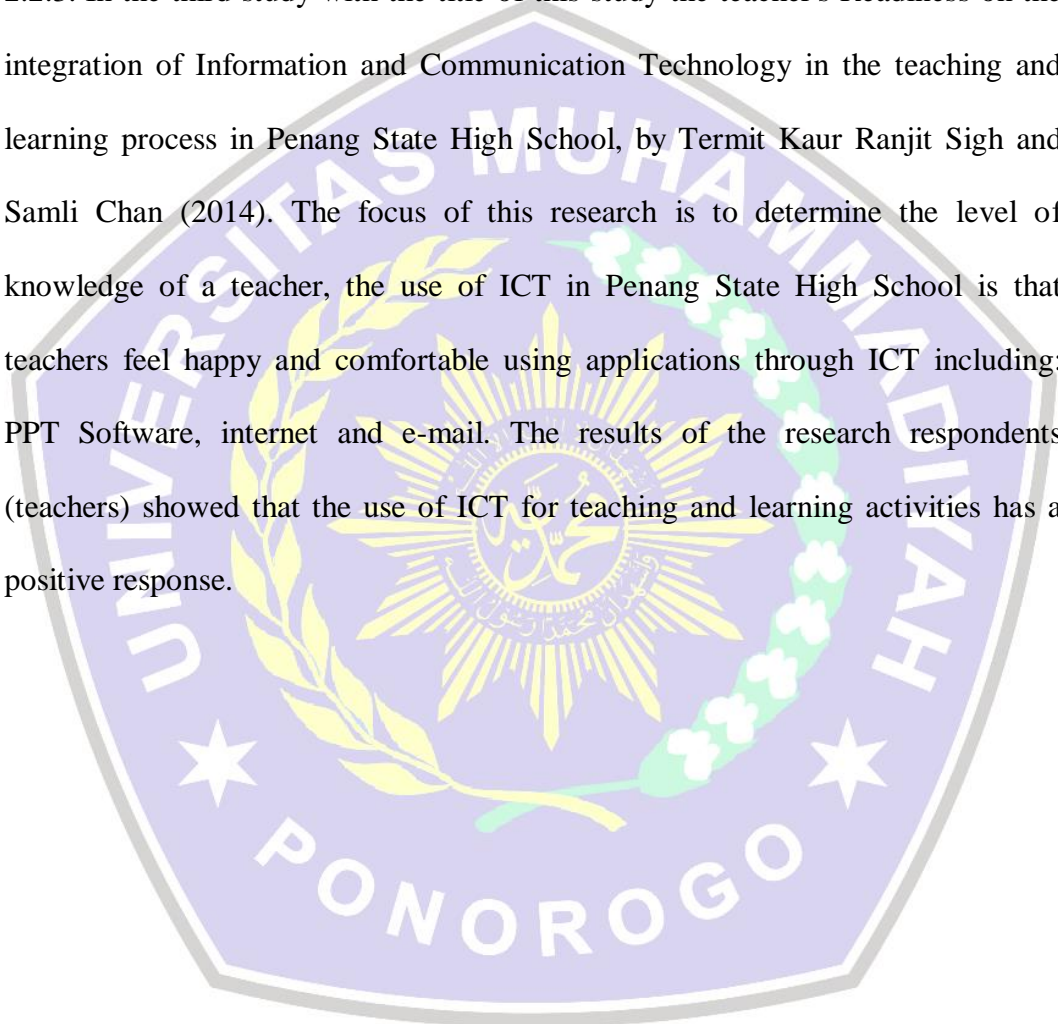 2.2.3. In the third study with the title of this study the teacher's Readiness on the
integration of Information and Communication Technology in the teaching and
learning process in Penang State High School, by Termit Kaur Ranjit Sigh and
Samli Chan (2014). The focus of this research is to determine the level of
knowledge of a teacher, the use of ICT in Penang State High School is that
teachers feel happy and comfortable using applications through ICT including:
PPT Software, internet and e-mail. The results of the research respondents
(teachers) showed that the use of ICT for teaching and learning activities has a
positive response.
UNIVERSITAS MUHAMMADIYAH
PONOROGO